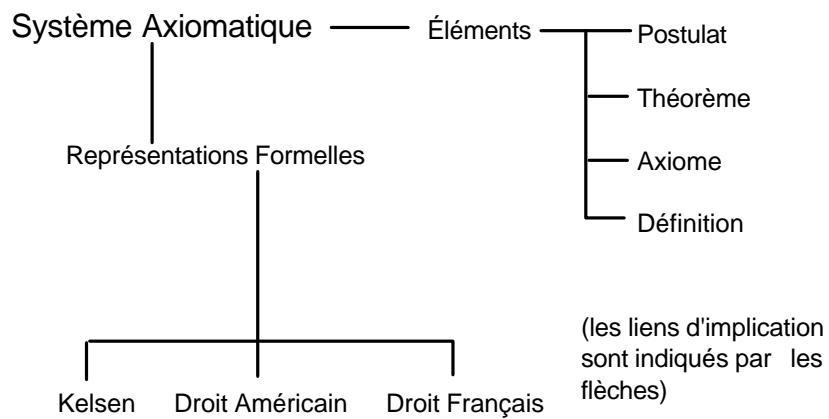 Système Axiomatique
Éléments
Postulat
Théorème
Axiome
Définition
Représentations Formelles
Kelsen
Droit Américain
Droit Français
(les liens d'implication
sont indiqués par les
flèches)